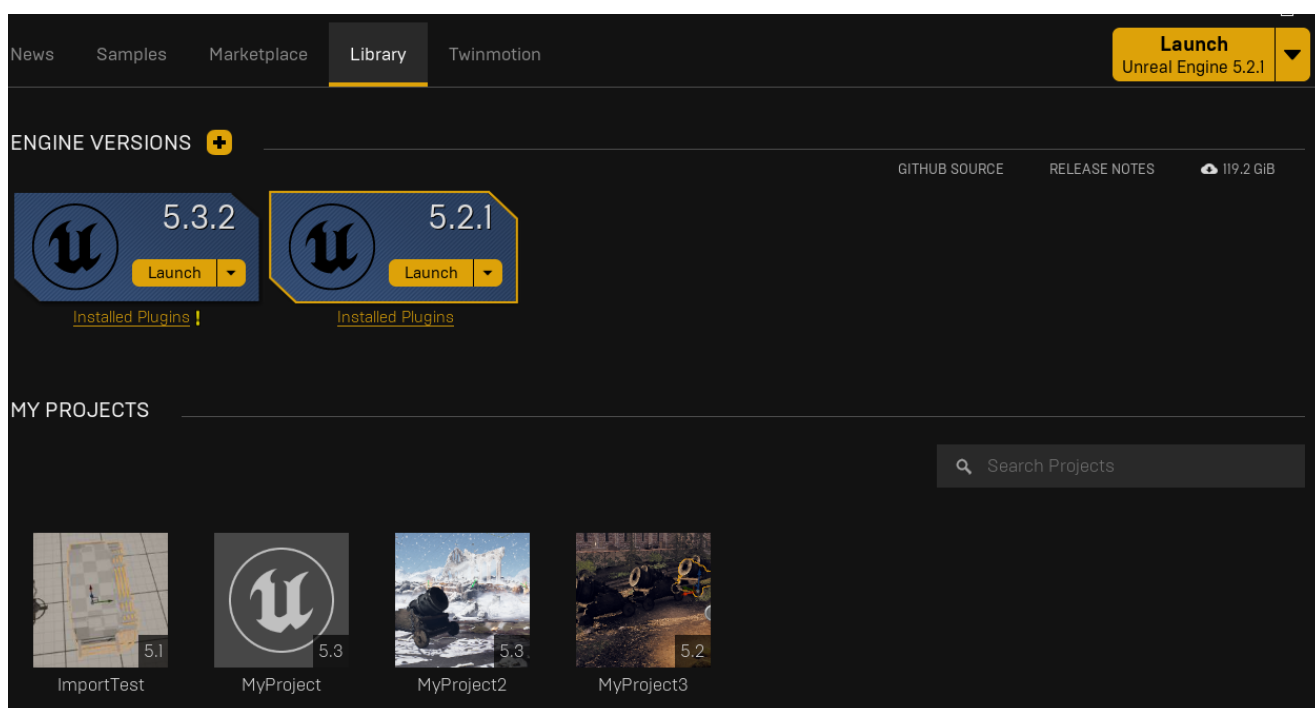 News Samples Marketplace Library Twinmotion
Launch
Unreal Engine 5.2.1
ENGINE VERSIONS
GITHUB SOURCE RELEASE NOTES 119.2 GiB
5.3.2 5.2.1
Launch Launch
Installed Plugins ! Installed Plugins
MY PROJECTS
Search Projects
5.1 5.3 5.3 5.2
ImportTest MyProject MyProject2 MyProject3